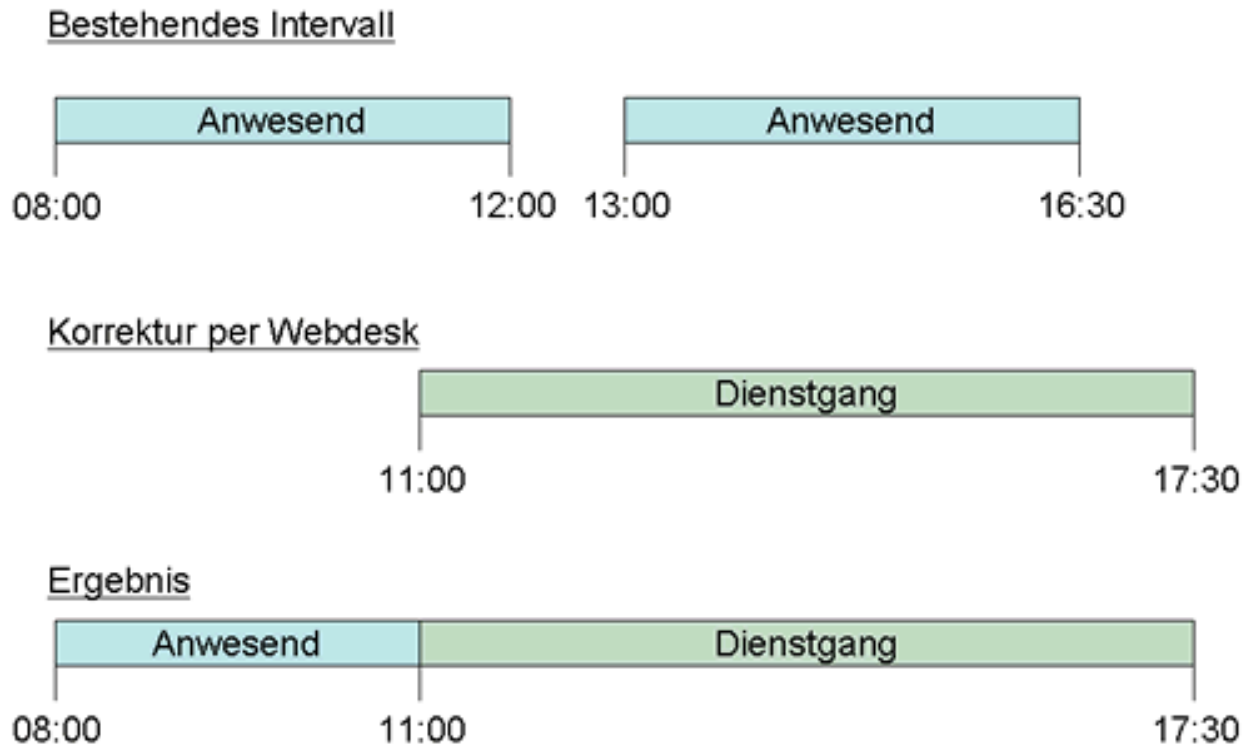 Bestehendes Intervall
Anwesend Anwesend
08:00 12:00 13:00 16:30
Korrektur per Webdesk
Dienstgang
11:00 17:30
Ergebnis
Anwesend Dienstgang
08:00 11:00 17:30